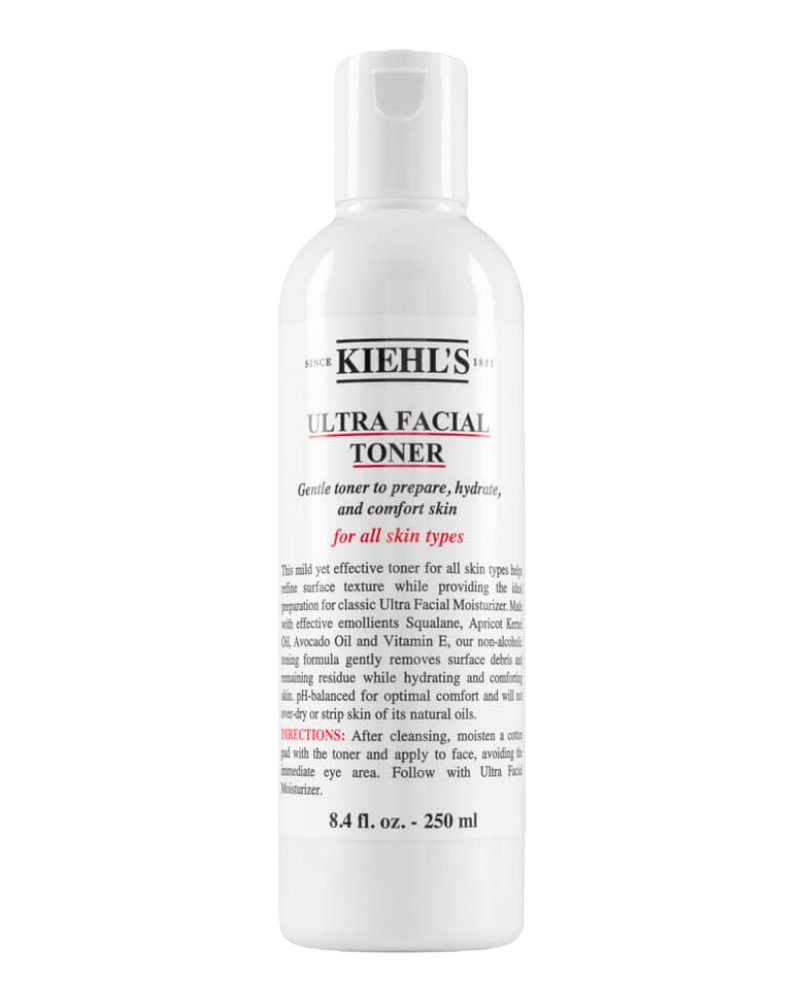 SINCE KIEHL'S 1851
ULTRA FACIAL
TONER
Gentle toner to prepare, hydrate,
and comfort skin
for all skin types
This mild yet effective toner for all skin types helps
refine surface texture while providing the ideal
preparation for classic Ultra Facial Moisturizer. Made
with effective emollients Squalane, Apricot Kernel
Oil, Avocado Oil and Vitamin E, our non-alcoholic
toning formula gently removes surface debris and
remaining residue while hydrating and comforting
skin. pH-balanced for optimal comfort and will not
over-dry or strip skin of its natural oils.
DIRECTIONS: After cleansing, moisten a cotton
pad with the toner and apply to face, avoiding the
immediate eye area. Follow with Ultra Facial
Moisturizer.
8.4 fl. oz. - 250 ml